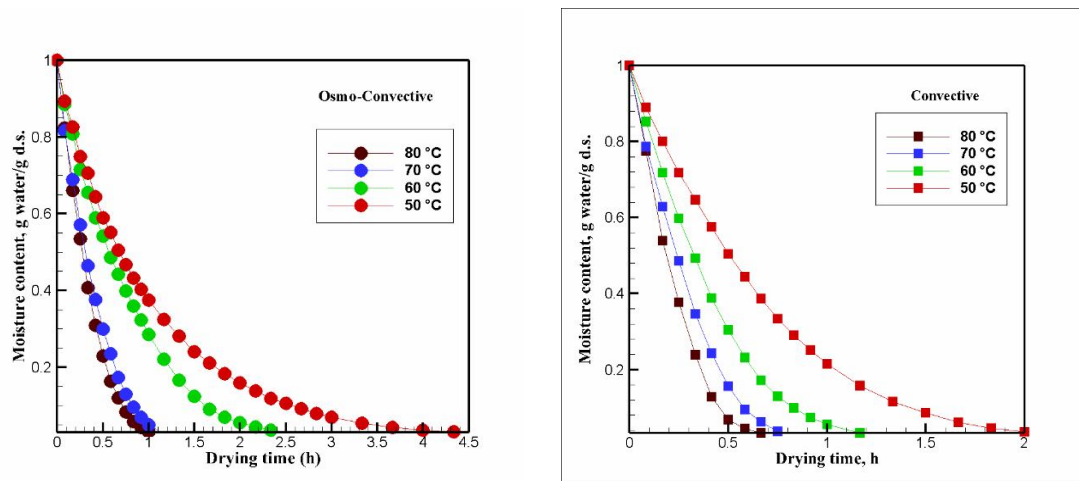 Osmo-Convective
80 °C
70 °C
60 °C
50 °C
Moisture content, g water/g d.s.
1
0.8
0.6
0.4
0.2
0 0.5 1 1.5 2 2.5 3 3.5 4 4.5
Drying time (h)
Convective
80 °C
70 °C
60 °C
50 °C
Moisture content, g water/g d.s.
1
0.8
0.6
0.4
0.2
0 0.5 1 1.5 2
Drying time, h